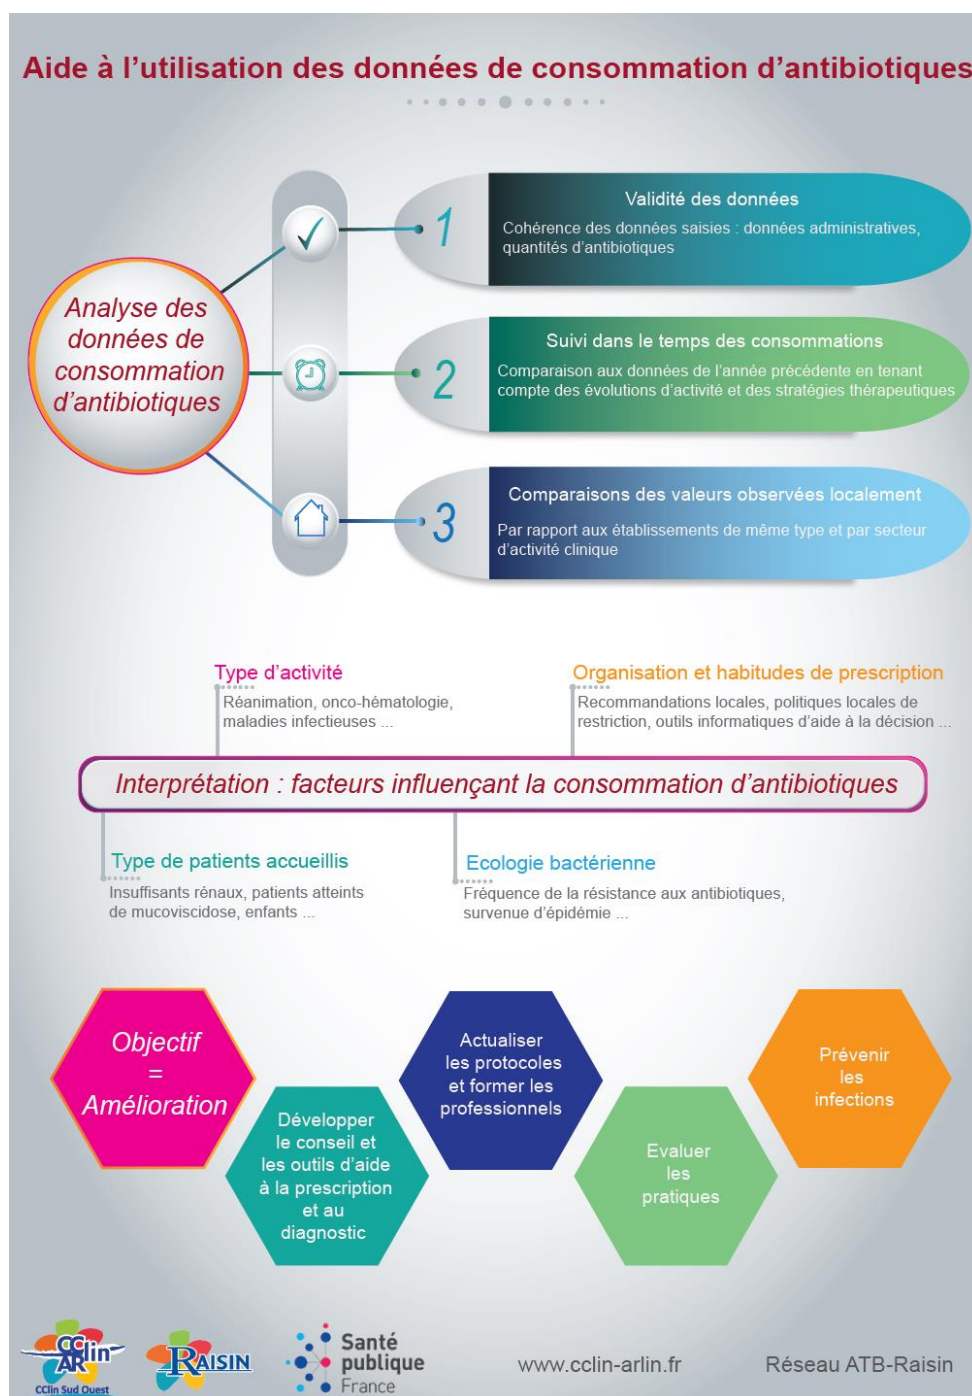 Aide à l'utilisation des données de consommation d'antibiotiques
Analyse des
données de
consommation
d'antibiotiques
1
Validité des données
Cohérence des données saisies : données administratives,
quantités d'antibiotiques
2
Suivi dans le temps des consommations
Comparaison aux données de l'année précédente en tenant
compte des évolutions d'activité et des stratégies thérapeutiques
3
Comparaisons des valeurs observées localement
Par rapport aux établissements de même type et par secteur
d'activité clinique
Type d'activité
Réanimation, onco-hématologie,
maladies infectieuses ...
Organisation et habitudes de prescription
Recommandations locales, politiques locales de
restriction, outils informatiques d'aide à la décision ...
Interprétation : facteurs influençant la consommation d'antibiotiques
Type de patients accueillis
Insuffisants rénaux, patients atteints
de mucoviscidose, enfants ...
Ecologie bactérienne
Fréquence de la résistance aux antibiotiques,
survenue d'épidémie ...
Objectif
=
Amélioration
Développer
le conseil et
les outils d'aide
à la prescription
et au
diagnostic
Actualiser
les protocoles
et former les
professionnels
Evaluer
les
pratiques
Prévenir
les
infections
CClin
AR
CClin Sud Ouest
RAISIN
Santé
publique
France
www.cclin-arlin.fr
Réseau ATB-Raisin